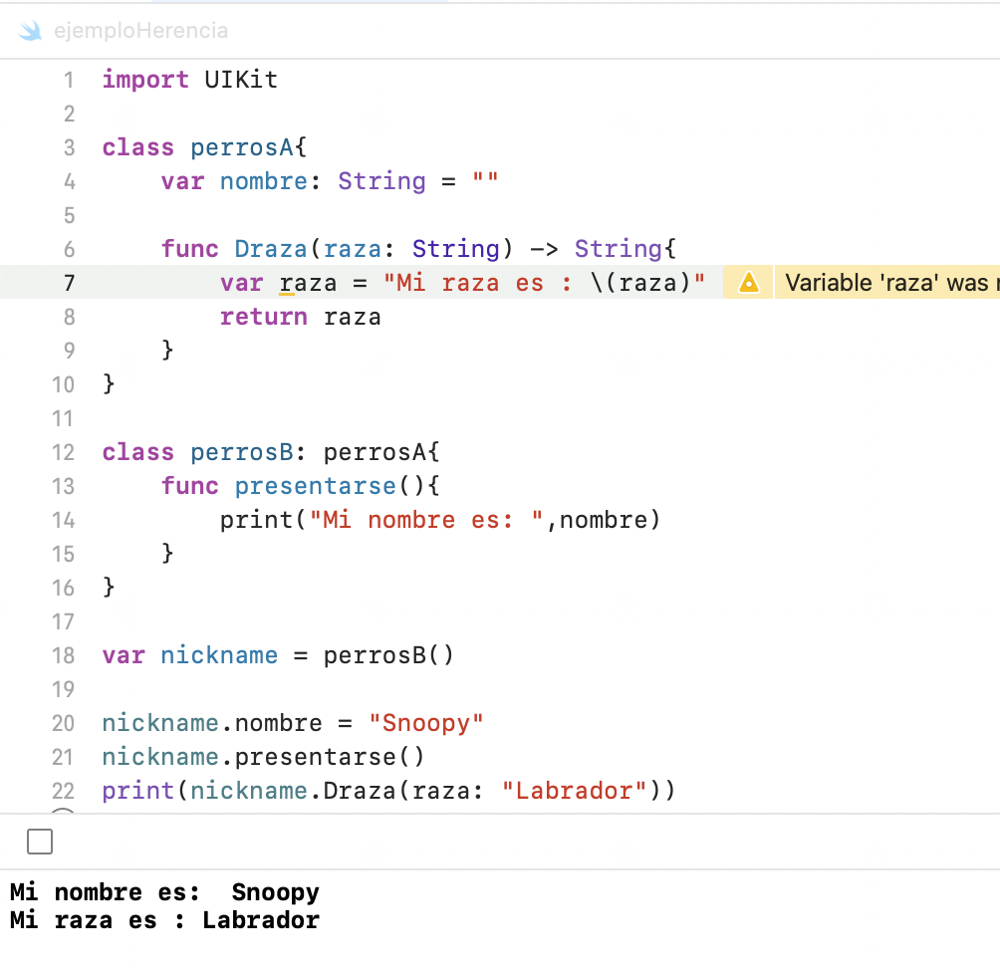 ejemploHerencia
1 import UIKit
2
3 class perrosA{
4 var nombre: String = ""
5
6 func Draza(raza: String) -> String{
7 var raza = "Mi raza es : \(raza)" Variable 'raza' was
8 return raza
9 }
10 }
11
12 class perrosB: perrosA{
13 func presentarse(){
14 print("Mi nombre es: ",nombre)
15 }
16 }
17
18 var nickname = perrosB()
19
20 nickname.nombre = "Snoopy"
21 nickname.presentarse()
22 print(nickname.Draza(raza: "Labrador"))
Mi nombre es:  Snoopy
Mi raza es : Labrador